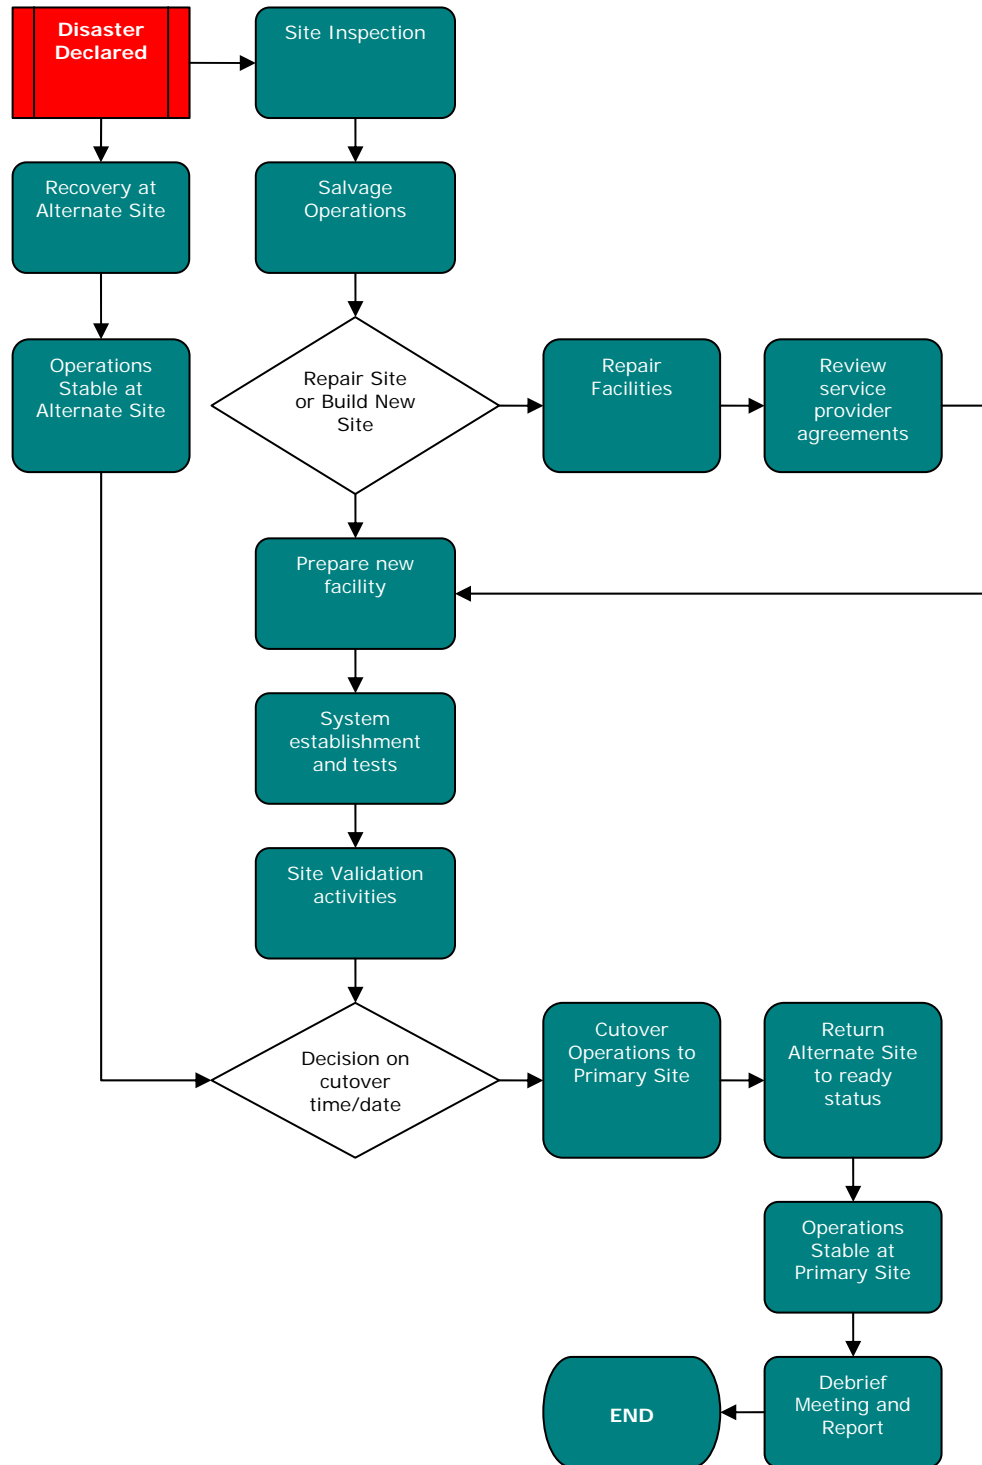 Disaster
Declared
Site Inspection
Recovery at
Alternate Site
Salvage
Operations
Operations
Stable at
Alternate Site
Repair Site
or Build New
Site
Repair
Facilities
Review
service
provider
agreements
Prepare new
facility
System
establishment
and tests
Site Validation
activities
Decision on
cutover
time/date
Cutover
Operations to
Primary Site
Return
Alternate Site
to ready
status
Operations
Stable at
Primary Site
Debrief
Meeting and
Report
END